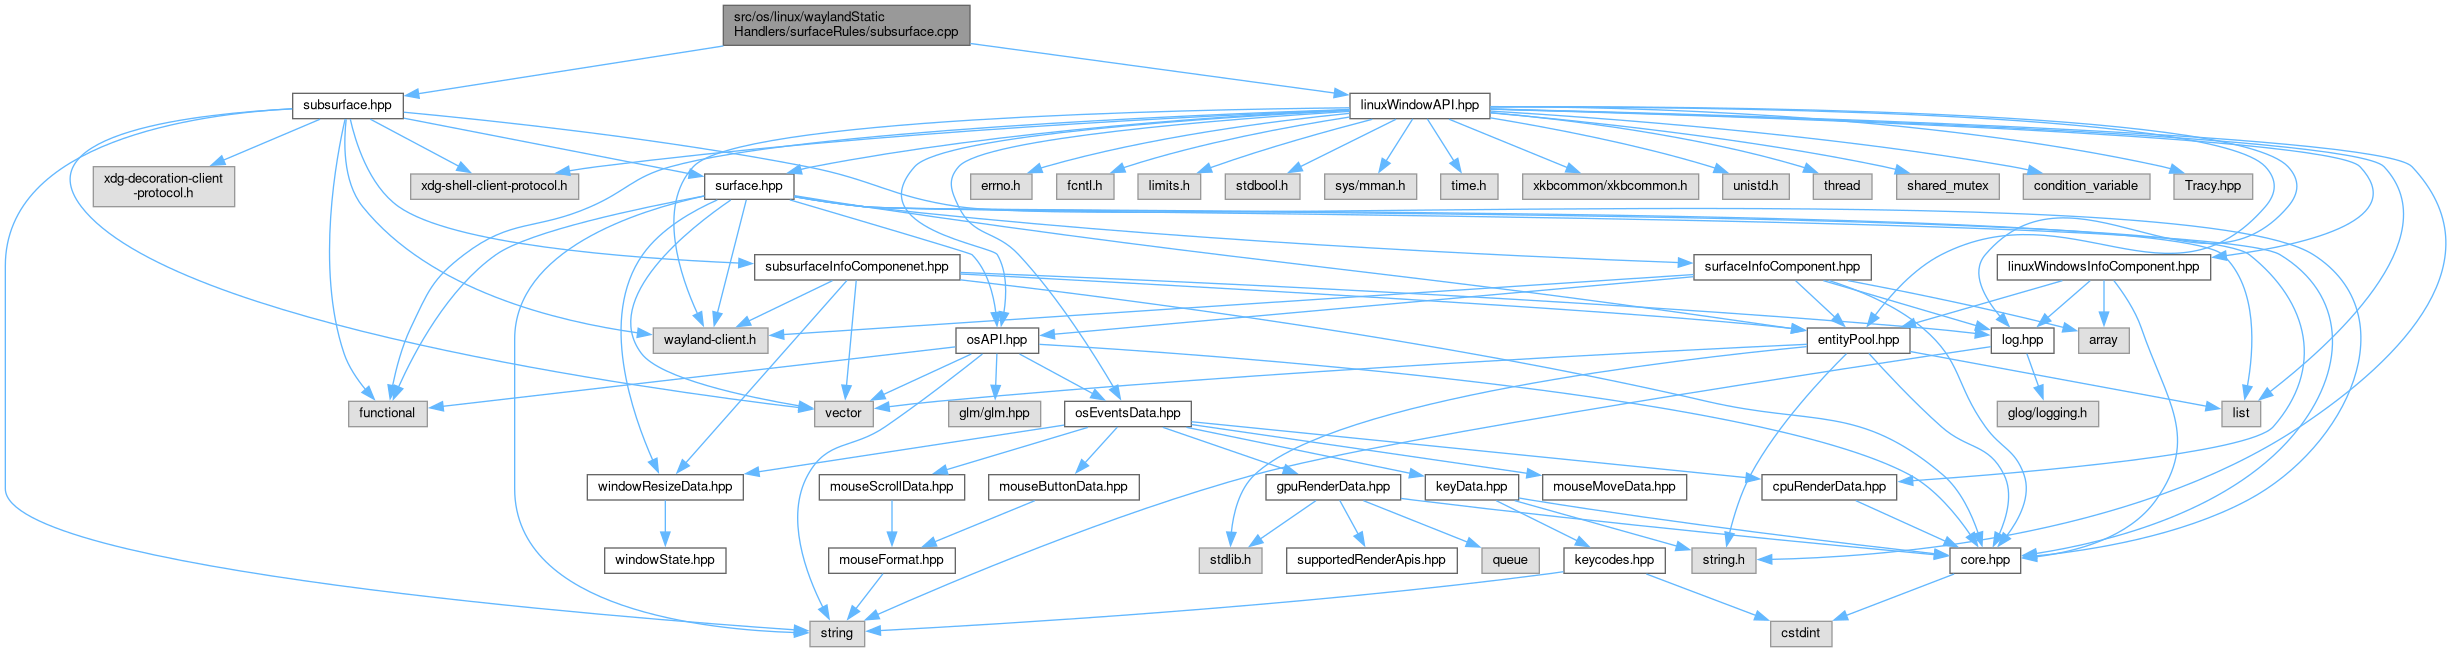 src/os/linux/waylandStatic
Handlers/surfaceRules/subsurface.cpp
subsurface.hpp
linuxWindowAPI.hpp
xdg-decoration-client
-protocol.h
xdg-shell-client-protocol.h
surface.hpp
errno.h
fcntl.h
limits.h
stdbool.h
sys/mman.h
time.h
xkbcommon/xkbcommon.h
unistd.h
thread
shared_mutex
condition_variable
Tracy.hpp
subsurfaceInfoComponenet.hpp
surfaceInfoComponent.hpp
linuxWindowsInfoComponent.hpp
wayland-client.h
osAPI.hpp
entityPool.hpp
log.hpp
array
functional
vector
glm/glm.hpp
osEventsData.hpp
glog/logging.h
list
windowResizeData.hpp
mouseScrollData.hpp
mouseButtonData.hpp
gpuRenderData.hpp
keyData.hpp
mouseMoveData.hpp
cpuRenderData.hpp
windowState.hpp
mouseFormat.hpp
stdlib.h
supportedRenderApis.hpp
queue
keycodes.hpp
string.h
core.hpp
string
cstdint